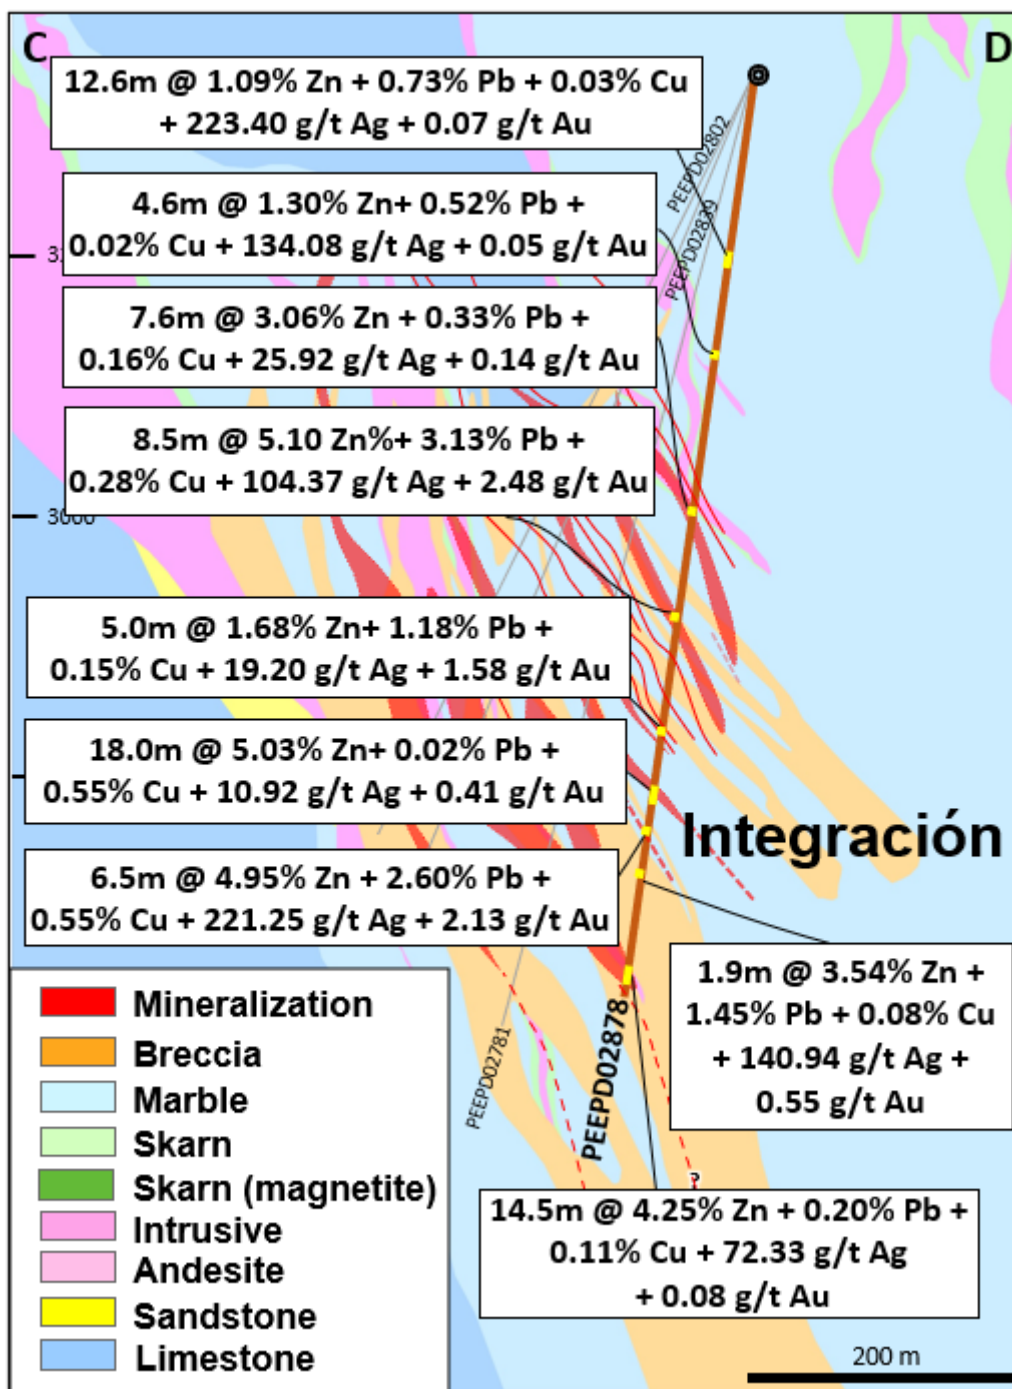 C
D
12.6m @ 1.09% Zn + 0.73% Pb + 0.03% Cu
+ 223.40 g/t Ag + 0.07 g/t Au
PEEPD02802
4.6m @ 1.30% Zn+ 0.52% Pb +
0.02% Cu + 134.08 g/t Ag + 0.05 g/t Au
PEEPD02839
7.6m @ 3.06% Zn + 0.33% Pb +
0.16% Cu + 25.92 g/t Ag + 0.14 g/t Au
8.5m @ 5.10 Zn%+ 3.13% Pb +
0.28% Cu + 104.37 g/t Ag + 2.48 g/t Au
3000
5.0m @ 1.68% Zn+ 1.18% Pb +
0.15% Cu + 19.20 g/t Ag + 1.58 g/t Au
18.0m @ 5.03% Zn+ 0.02% Pb +
0.55% Cu + 10.92 g/t Ag + 0.41 g/t Au
Integración
6.5m @ 4.95% Zn + 2.60% Pb +
0.55% Cu + 221.25 g/t Ag + 2.13 g/t Au
1.9m @ 3.54% Zn +
1.45% Pb + 0.08% Cu
+ 140.94 g/t Ag +
0.55 g/t Au
PEEPD02781
PEEPD02878
?
14.5m @ 4.25% Zn + 0.20% Pb +
0.11% Cu + 72.33 g/t Ag
+ 0.08 g/t Au
Mineralization
Breccia
Marble
Skarn
Skarn (magnetite)
Intrusive
Andesite
Sandstone
Limestone
200 m